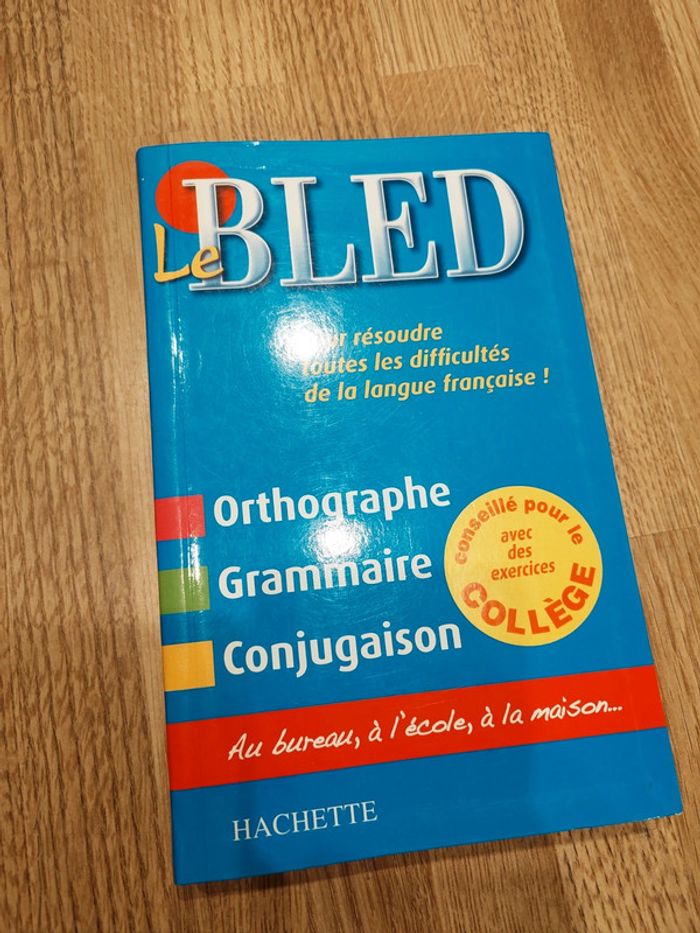 Le BLED
résoudre
toutes les difficultés
de la langue française !
Orthographe
Grammaire
Conjugaison
conseillé pour le
avec
des
exercices
COLLÈGE
Au bureau, à l'école, à la maison...
HACHETTE